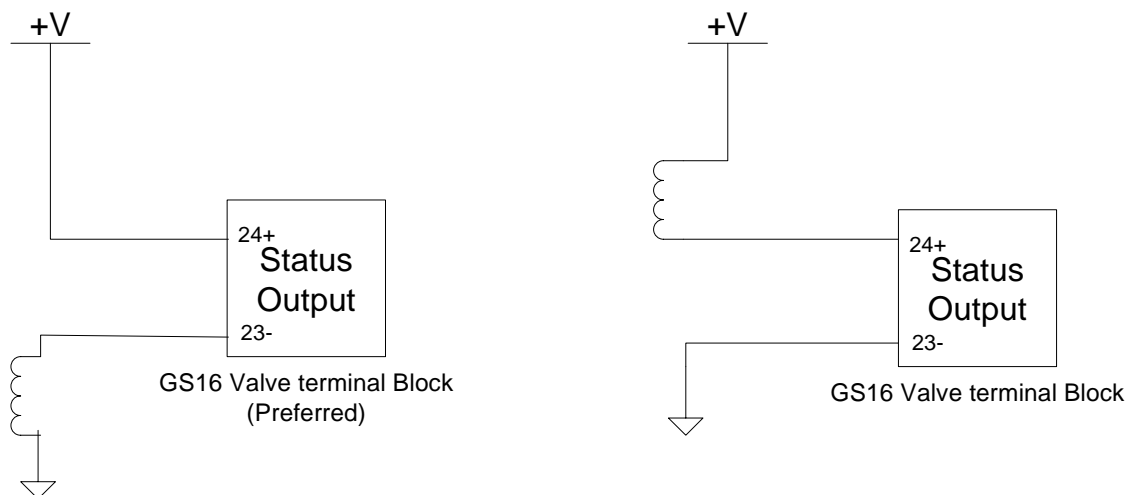 +V
24+
Status
Output
23-
GS16 Valve terminal Block
(Preferred)
+V
24+
Status
Output
23-
GS16 Valve terminal Block